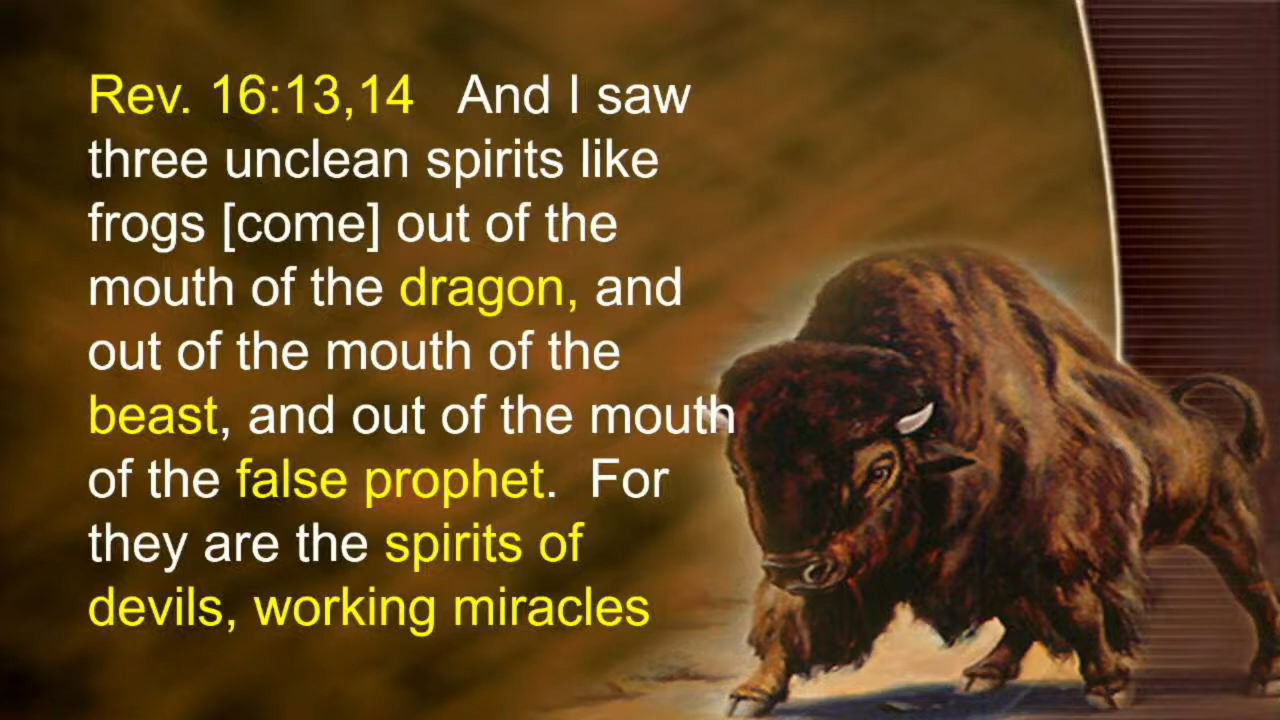 Rev. 16:13,14 And I saw
three unclean spirits like
frogs [come] out of the
mouth of the dragon, and
out of the mouth of the
beast, and out of the mouth
of the false prophet. For
they are the spirits of
devils, working miracles